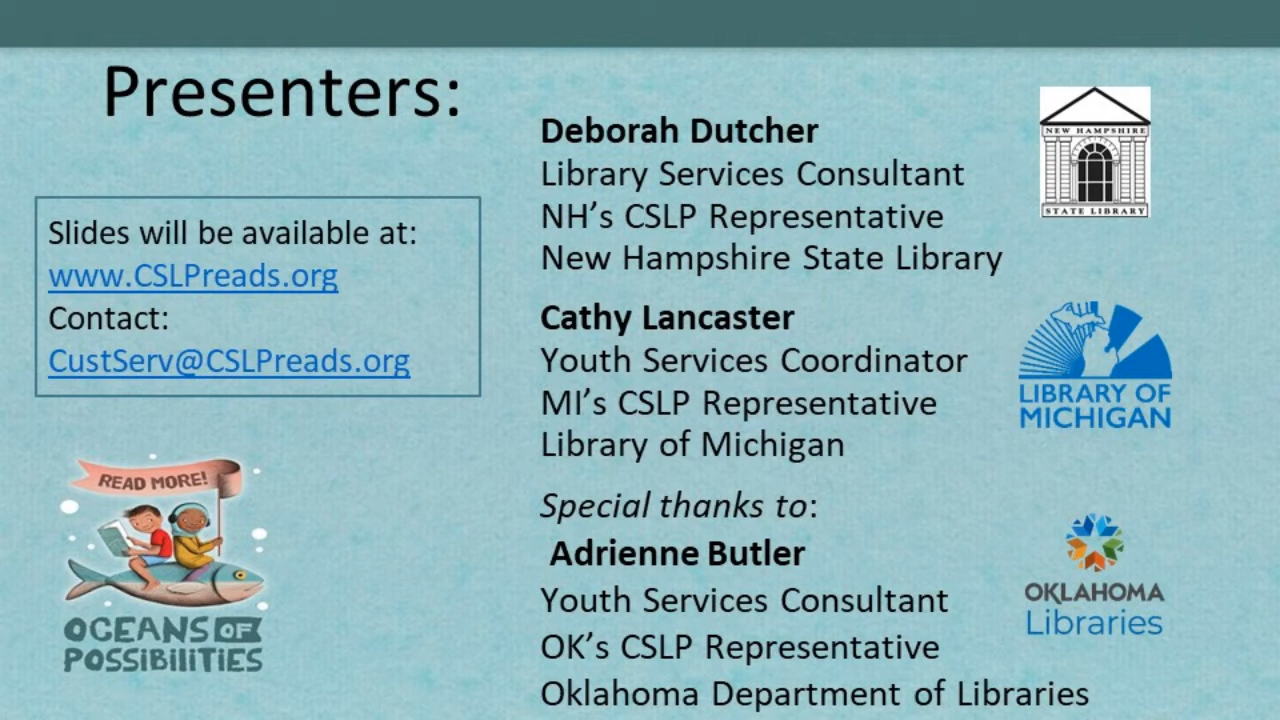 Presenters:
Slides will be available at:
www.CSLPreads.org
Contact:
CustServ@CSLPreads.org
READ MORE!
OCEANS OF
POSSIBILITIES
Deborah Dutcher
Library Services Consultant
NH’s CSLP Representative
New Hampshire State Library
NEW HAMPSHIRE
STATE LIBRARY
Cathy Lancaster
Youth Services Coordinator
MI’s CSLP Representative
Library of Michigan
LIBRARY OF
MICHIGAN
Special thanks to:
Adrienne Butler
Youth Services Consultant
OK’s CSLP Representative
Oklahoma Department of Libraries
OKLAHOMA
Libraries